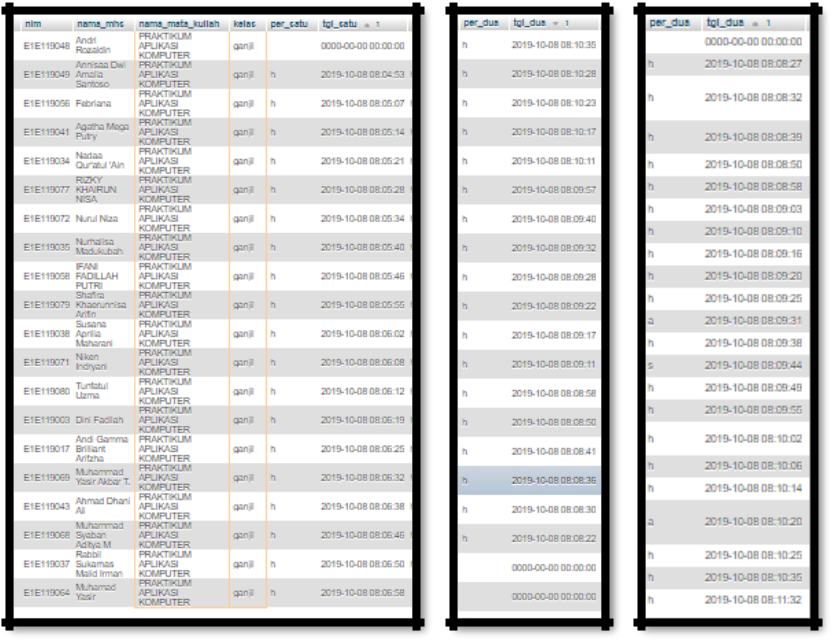 nim nama_mhs nama_mata_kuliah kelas per_satu tgl_satu 1
E1E119048 Andri Rozaldin PRAKTIKUM APLIKASI KOMPUTER ganjil 0000-00-00 00:00:00
E1E119049 Annisaa Dwi Amalia Santoso PRAKTIKUM APLIKASI KOMPUTER ganjil h 2019-10-08 08:04:53
E1E119056 Febriana PRAKTIKUM APLIKASI KOMPUTER ganjil h 2019-10-08 08:05:07
E1E119041 Agatha Mega Putry PRAKTIKUM APLIKASI KOMPUTER ganjil h 2019-10-08 08:05:14
E1E119034 Nadaa Qur'atul 'Ain PRAKTIKUM APLIKASI KOMPUTER ganjil h 2019-10-08 08:05:21
E1E119077 RIZKY KHAIRUN NISA PRAKTIKUM APLIKASI KOMPUTER ganjil h 2019-10-08 08:05:28
E1E119072 Nurul Niza PRAKTIKUM APLIKASI KOMPUTER ganjil h 2019-10-08 08:05:34
E1E119035 Nurhalisa Madukubah PRAKTIKUM APLIKASI KOMPUTER ganjil h 2019-10-08 08:05:40
E1E119058 IFANI FADILLAH PUTRI PRAKTIKUM APLIKASI KOMPUTER ganjil h 2019-10-08 08:05:46
E1E119079 Shafira Khaerunnisa Arifin PRAKTIKUM APLIKASI KOMPUTER ganjil h 2019-10-08 08:05:55
E1E119038 Susana Aprilia Maharani PRAKTIKUM APLIKASI KOMPUTER ganjil h 2019-10-08 08:06:02
E1E119071 Niken Indryani PRAKTIKUM APLIKASI KOMPUTER ganjil h 2019-10-08 08:06:08
E1E119080 Tunfatul Uzma PRAKTIKUM APLIKASI KOMPUTER ganjil h 2019-10-08 08:06:12
E1E119003 Dini Fadilah PRAKTIKUM APLIKASI KOMPUTER ganjil h 2019-10-08 08:06:19
E1E119017 Andi Gamma Brilliant Arifzha PRAKTIKUM APLIKASI KOMPUTER ganjil h 2019-10-08 08:06:25
E1E119069 Muhammad Yasir Akbar T. PRAKTIKUM APLIKASI KOMPUTER ganjil h 2019-10-08 08:06:32
E1E119043 Ahmad Dhani Ali PRAKTIKUM APLIKASI KOMPUTER ganjil h 2019-10-08 08:06:38
E1E119068 Muhammad Syaban Aditya M PRAKTIKUM APLIKASI KOMPUTER ganjil h 2019-10-08 08:06:46
E1E119037 Rabbil Sukamas Malid Irman PRAKTIKUM APLIKASI KOMPUTER ganjil h 2019-10-08 08:06:50
E1E119064 Muhamad Yasir PRAKTIKUM APLIKASI KOMPUTER ganjil h 2019-10-08 08:06:58
per_dua tgl_dua 1
h 2019-10-08 08:10:35
h 2019-10-08 08:10:28
h 2019-10-08 08:10:23
h 2019-10-08 08:10:17
h 2019-10-08 08:10:11
h 2019-10-08 08:09:57
h 2019-10-08 08:09:40
h 2019-10-08 08:09:32
h 2019-10-08 08:09:28
h 2019-10-08 08:09:22
h 2019-10-08 08:09:17
h 2019-10-08 08:09:11
h 2019-10-08 08:08:58
h 2019-10-08 08:08:50
h 2019-10-08 08:08:41
h 2019-10-08 08:08:36
h 2019-10-08 08:08:30
h 2019-10-08 08:08:22
0000-00-00 00:00:00
0000-00-00 00:00:00
per_dua tgl_dua 1
0000-00-00 00:00:00
h 2019-10-08 08:08:27
h 2019-10-08 08:08:32
h 2019-10-08 08:08:39
h 2019-10-08 08:08:50
h 2019-10-08 08:08:58
h 2019-10-08 08:09:03
h 2019-10-08 08:09:10
h 2019-10-08 08:09:16
h 2019-10-08 08:09:20
h 2019-10-08 08:09:25
a 2019-10-08 08:09:31
h 2019-10-08 08:09:38
s 2019-10-08 08:09:44
h 2019-10-08 08:09:49
h 2019-10-08 08:09:55
h 2019-10-08 08:10:02
h 2019-10-08 08:10:06
h 2019-10-08 08:10:14
a 2019-10-08 08:10:20
h 2019-10-08 08:10:25
h 2019-10-08 08:10:35
h 2019-10-08 08:11:32